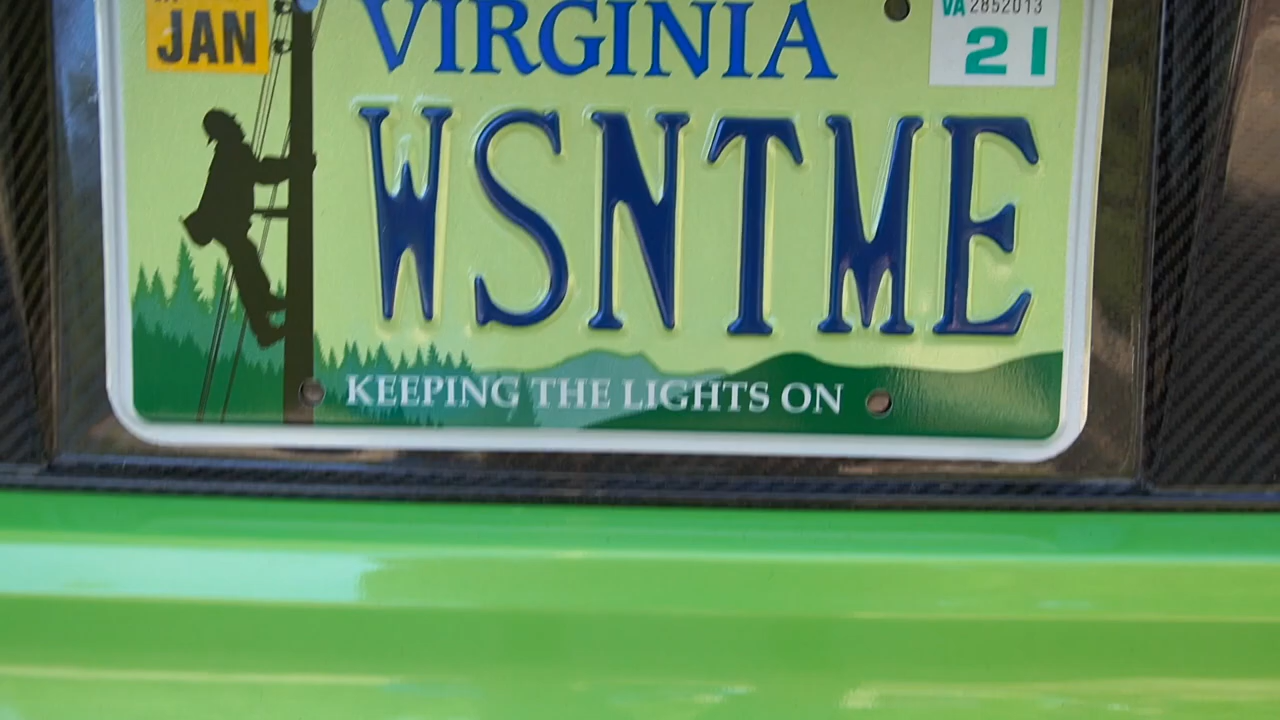 JAN
VIRGINIA
VA 2852013
21
WSNTME
KEEPING THE LIGHTS ON